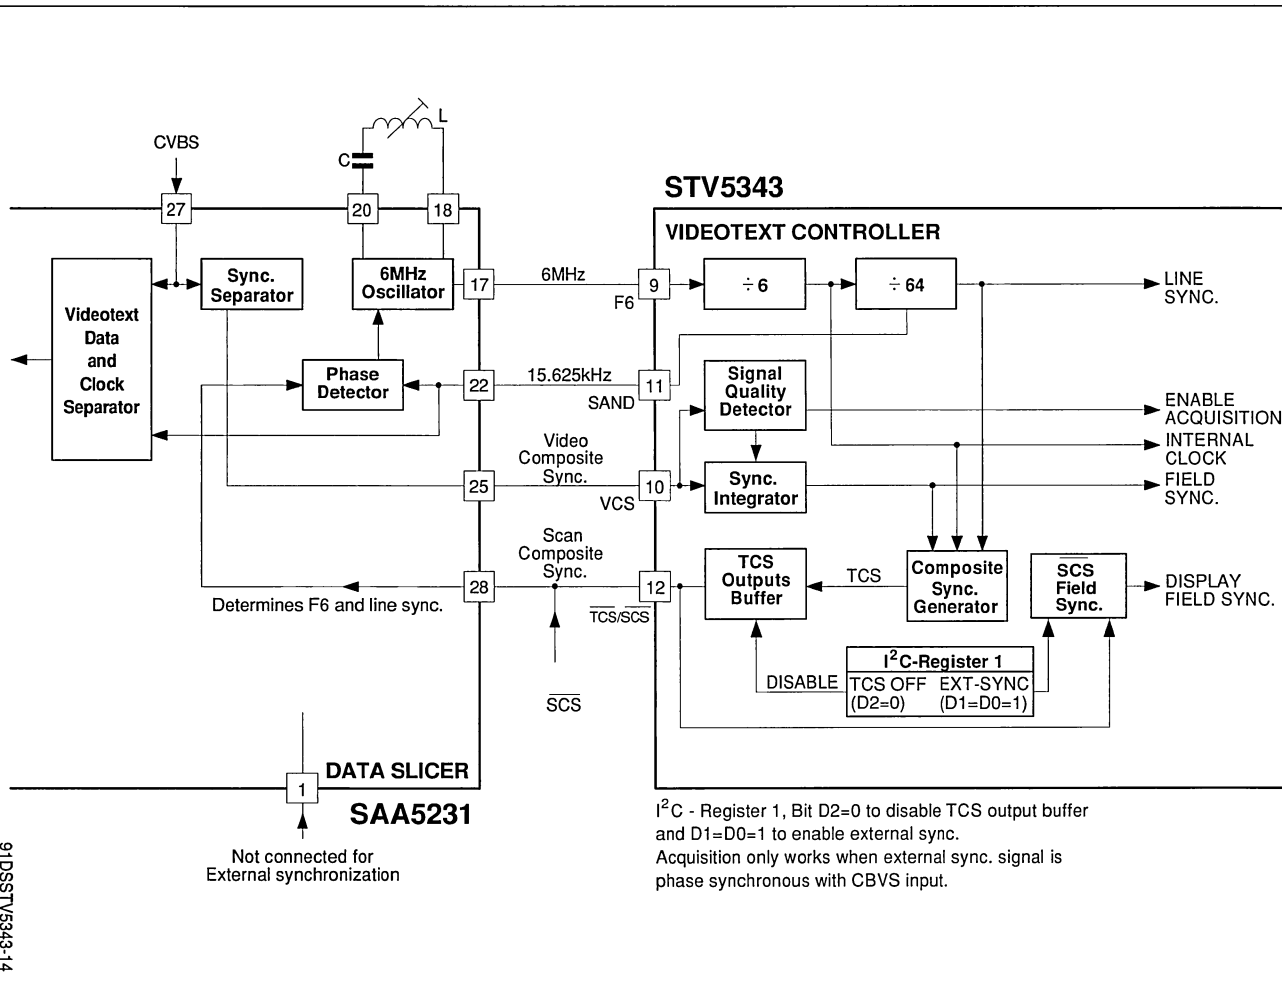 CVBS
L
C
27
20
18
STV5343
VIDEOTEXT CONTROLLER
Sync.
Separator
6MHz
Oscillator
17
6MHz
9
F6
÷ 6
÷ 64
LINE
SYNC.
Videotext
Data
and
Clock
Separator
Phase
Detector
22
15.625kHz
11
SAND
Signal
Quality
Detector
ENABLE
ACQUISITION
INTERNAL
CLOCK
Video
Composite
Sync.
25
10
VCS
Sync.
Integrator
FIELD
SYNC.
Scan
Composite
Sync.
28
12
TCS/SCS
Determines F6 and line sync.
TCS
Outputs
Buffer
TCS
Composite
Sync.
Generator
SCS
Field
Sync.
DISPLAY
FIELD SYNC.
SCS
DISABLE
I²C-Register 1
TCS OFF EXT-SYNC
(D2=0) (D1=D0=1)
DATA SLICER
1
SAA5231
Not connected for
External synchronization
I²C - Register 1, Bit D2=0 to disable TCS output buffer
and D1=D0=1 to enable external sync.
Acquisition only works when external sync. signal is
phase synchronous with CBVS input.
91DSSTV5343-14